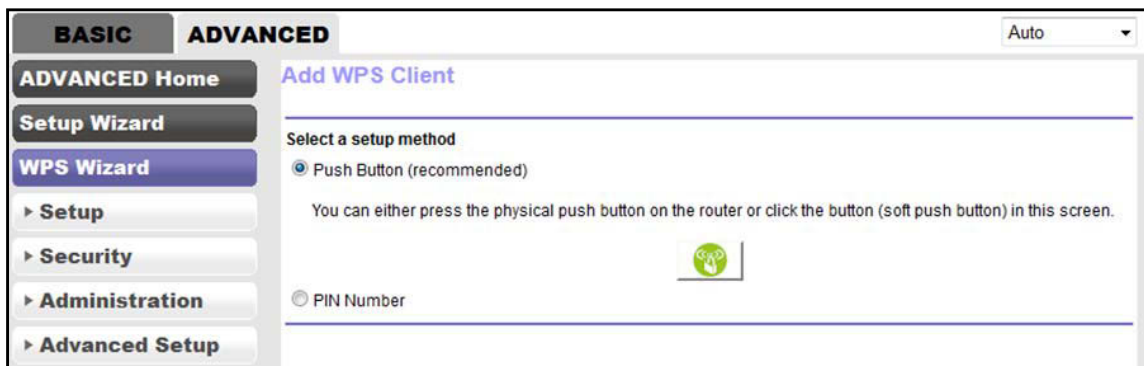 BASIC
ADVANCED
Auto
ADVANCED Home
Setup Wizard
WPS Wizard
Setup
Security
Administration
Advanced Setup
Add WPS Client
Select a setup method
Push Button (recommended)
You can either press the physical push button on the router or click the button (soft push button) in this screen.
PIN Number